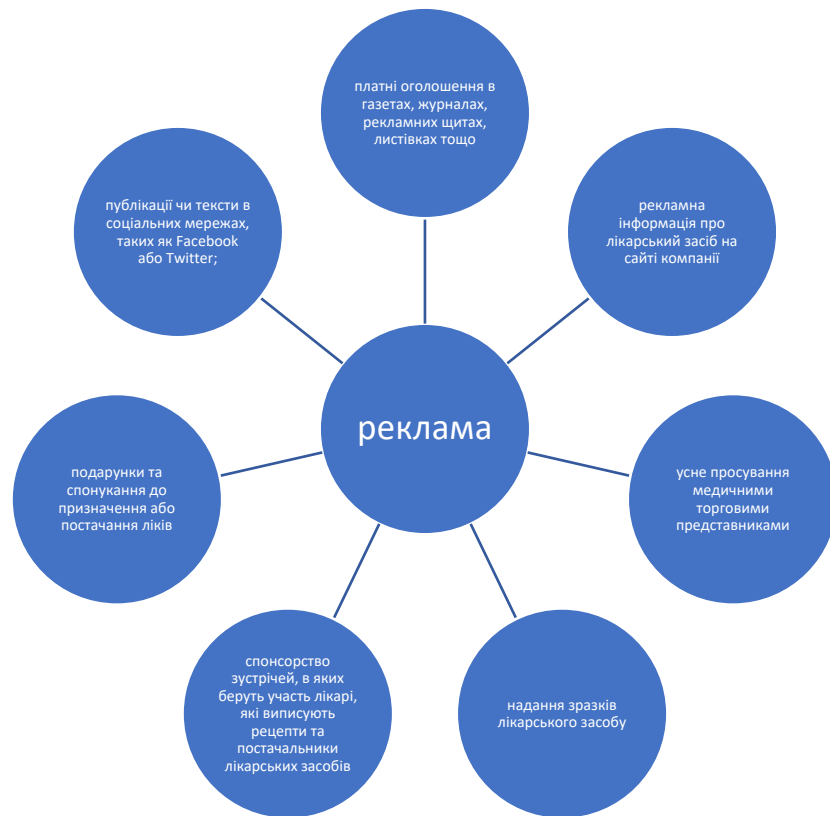 платні оголошення в
газетах, журналах,
рекламних щитах,
листівках тощо
рекламна
інформація про
лікарський засіб на
сайті компанії
усне просування
медичними
торговими
представниками
надання зразків
лікарського засобу
спонсорство
зустрічей, в яких
беруть участь лікарі,
які виписують
рецепти та
постачальники
лікарських засобів
подарунки та
спонукання до
призначення або
постачання ліків
публікації чи тексти в
соціальних мережах,
таких як Facebook
або Twitter;
реклама